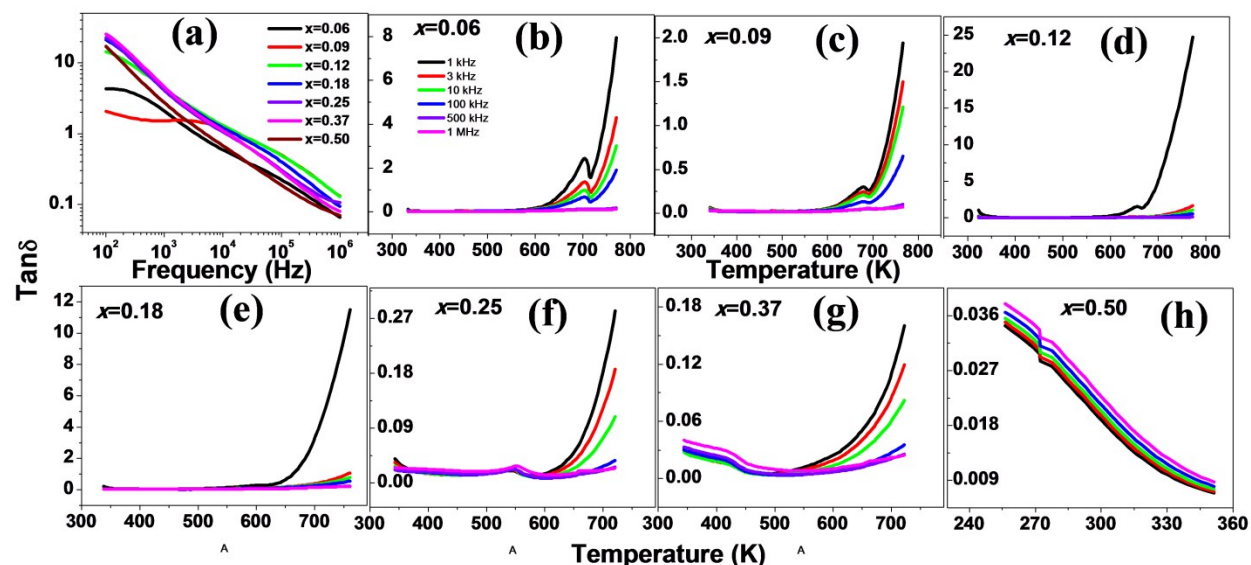 (a)
x=0.06
x=0.09
x=0.12
x=0.18
x=0.25
x=0.37
x=0.50
10
1
0.1
10² 10³ 10⁴ 10⁵ 10⁶
Frequency (Hz)
x=0.06 (b)
1 kHz
3 kHz
10 kHz
100 kHz
500 kHz
1 MHz
8
6
4
2
0
300 400 500 600 700 800
x=0.09 (c)
2.0
1.5
1.0
0.5
0.0
400 500 600 700 800
Temperature (K)
x=0.12 (d)
25
20
15
10
5
0
300 400 500 600 700 800
Tanδ
x=0.18 (e)
12
11
10
8
7
6
5
4
2
1
0
300 400 500 600 700
A
x=0.25 (f)
0.27
0.18
0.09
0.00
400 500 600 700
A
x=0.37 (g)
0.18
0.12
0.06
0.00
300 400 500 600 700
A
x=0.50 (h)
0.036
0.027
0.018
0.009
240 270 300 330 360
Temperature (K)